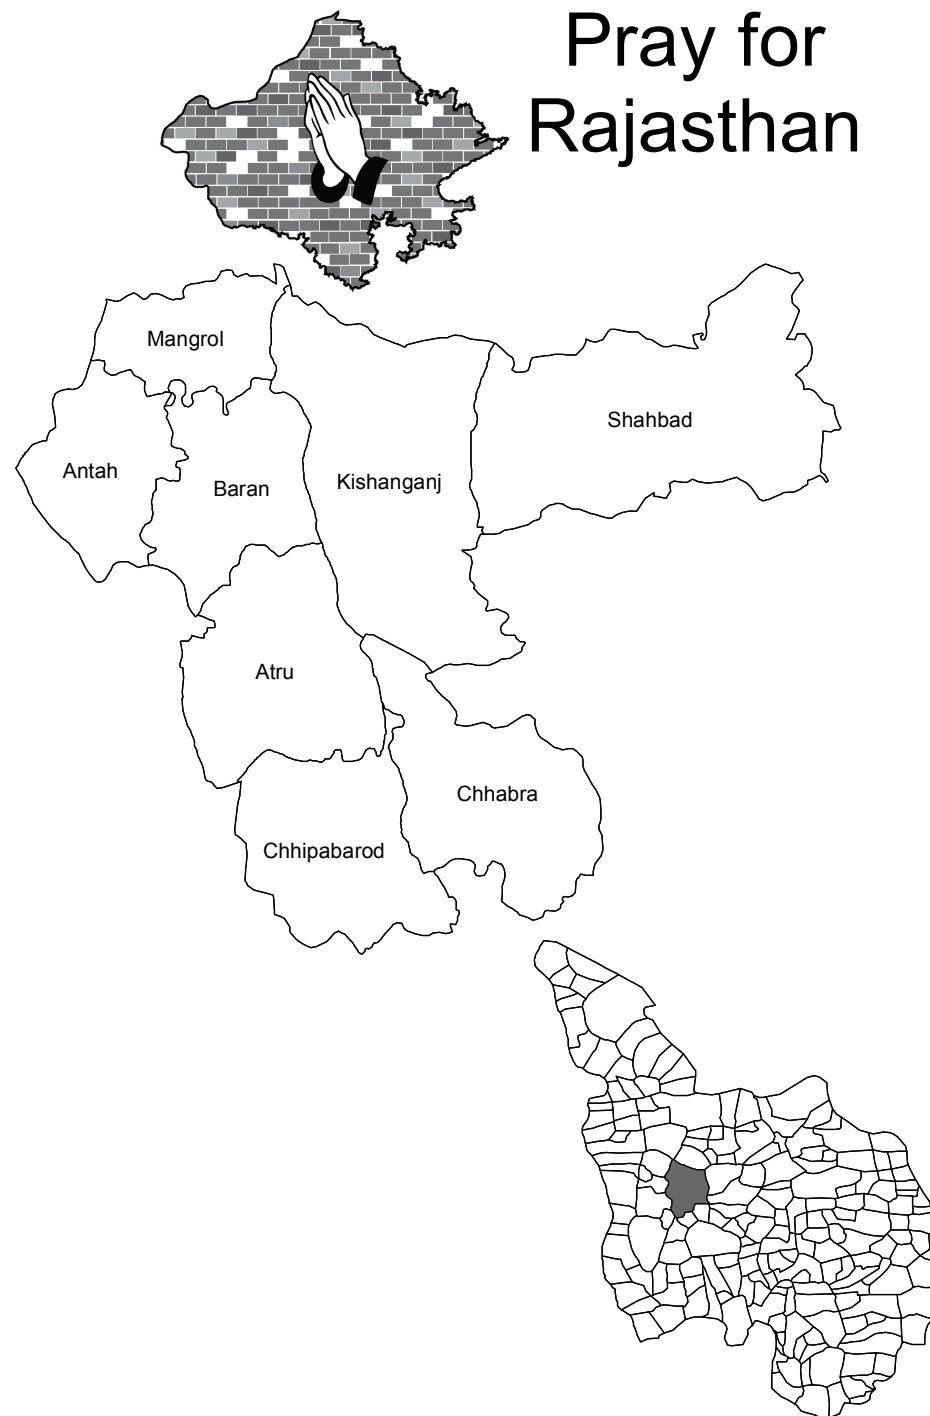 Pray for
Rajasthan
Mangrol
Shahbad
Antah
Baran
Kishanganj
Atru
Chhabra
Chhipabarod